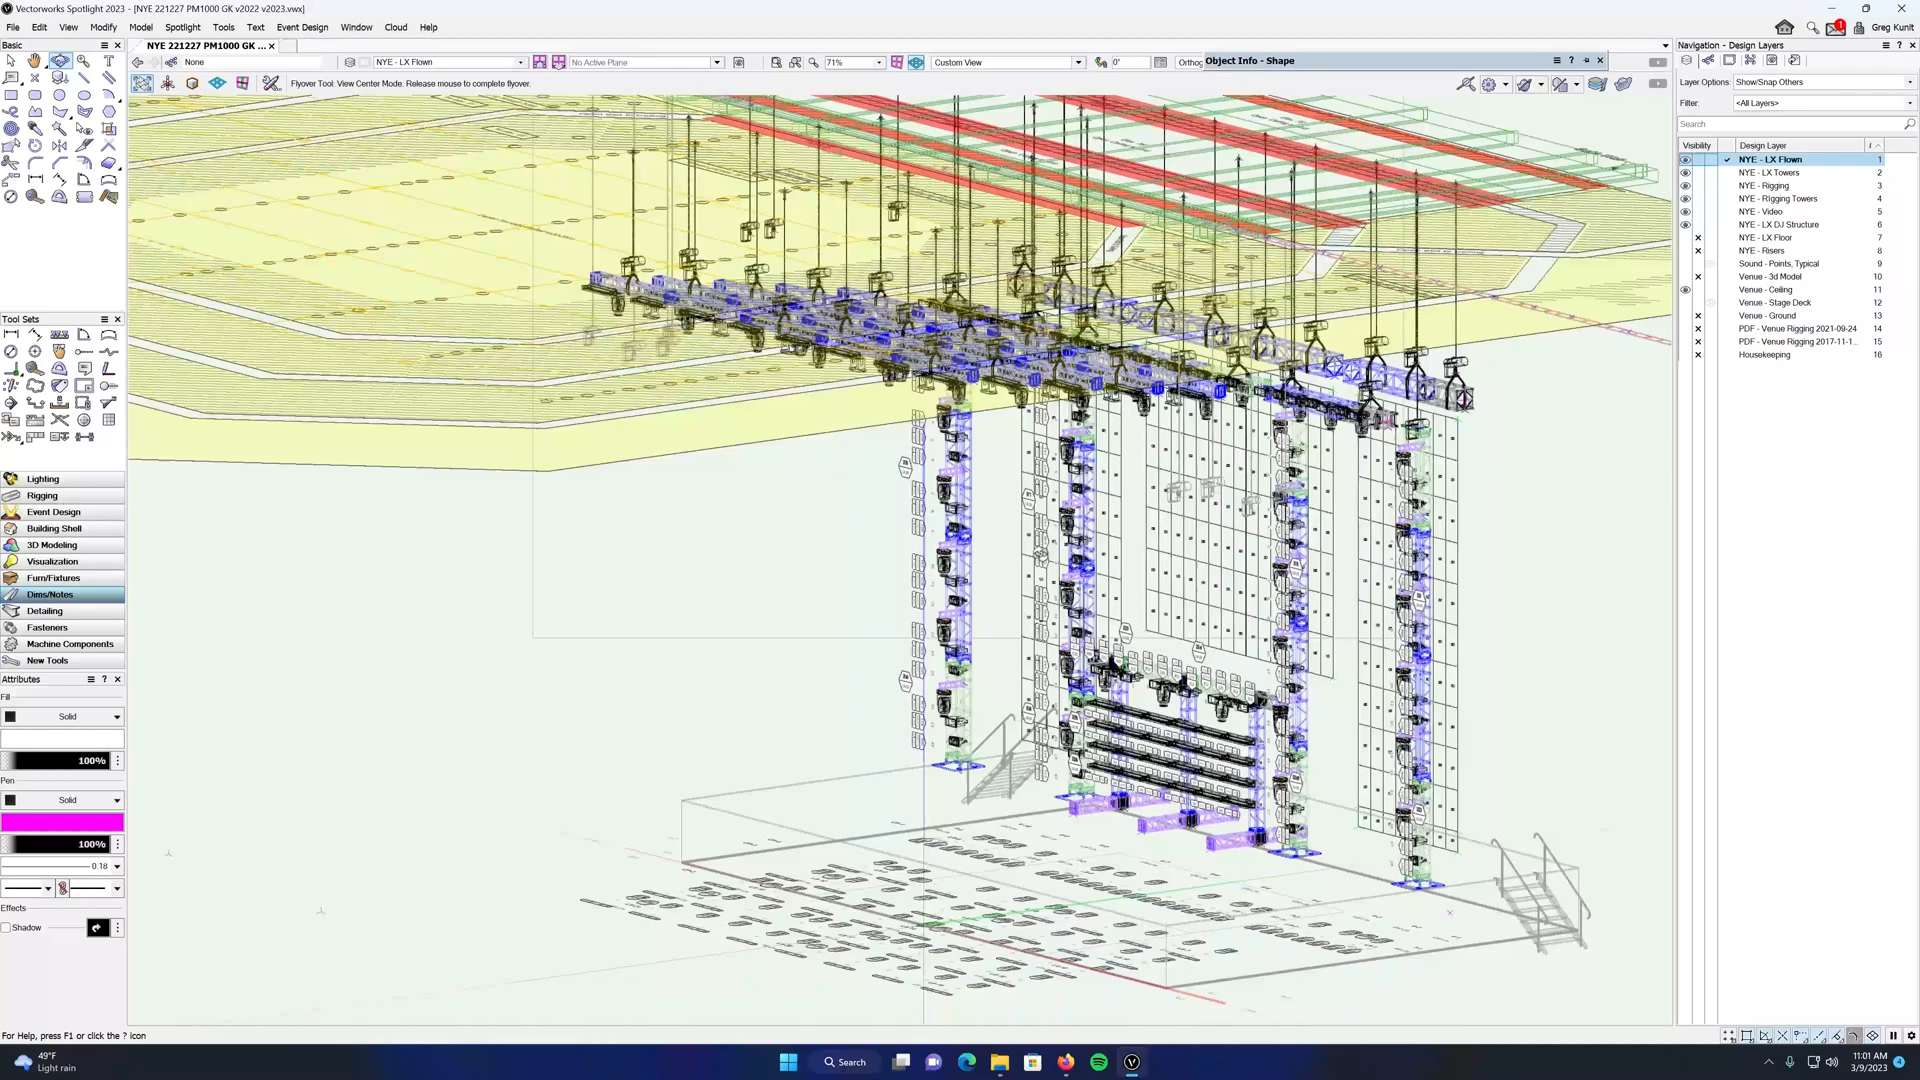 Vectorworks Spotlight 2023 - [NYE 221227 PM1000 GK v2022 v2023.vwx]
File Edit View Modify Model Spotlight Tools Text Event Design Window Cloud Help
1
Greg Kunit
Basic
NYE 221227 PM1000 GK ...
Navigation - Design Layers
None
NYE - LX Flown
No Active Plane
71%
Custom View
0°
Orthog
Object Info - Shape
Flyover Tool: View Center Mode. Release mouse to complete flyover.
Layer Options: Show/Snap Others
Filter: <All Layers>
Search
Visibility Design Layer
NYE - LX Flown 1
NYE - LX Towers 2
NYE - Rigging 3
NYE - RIgging Towers 4
NYE - Video 5
NYE - LX DJ Structure 6
NYE - LX Floor 7
NYE - Risers 8
Sound - Points, Typical 9
Venue - 3d Model 10
Venue - Ceiling 11
Venue - Stage Deck 12
Venue - Ground 13
PDF - Venue Rigging 2021-09-24 14
PDF - Venue Rigging 2017-11-1... 15
Housekeeping 16
Tool Sets
Lighting
Rigging
Event Design
Building Shell
3D Modeling
Visualization
Furn/Fixtures
Dims/Notes
Detailing
Fasteners
Machine Components
New Tools
Attributes
Fill
Solid
100%
Pen
Solid
100%
0.18
Effects
Shadow
For Help, press F1 or click the ? icon
49°F
Light rain
Search
11:01 AM
3/9/2023
4